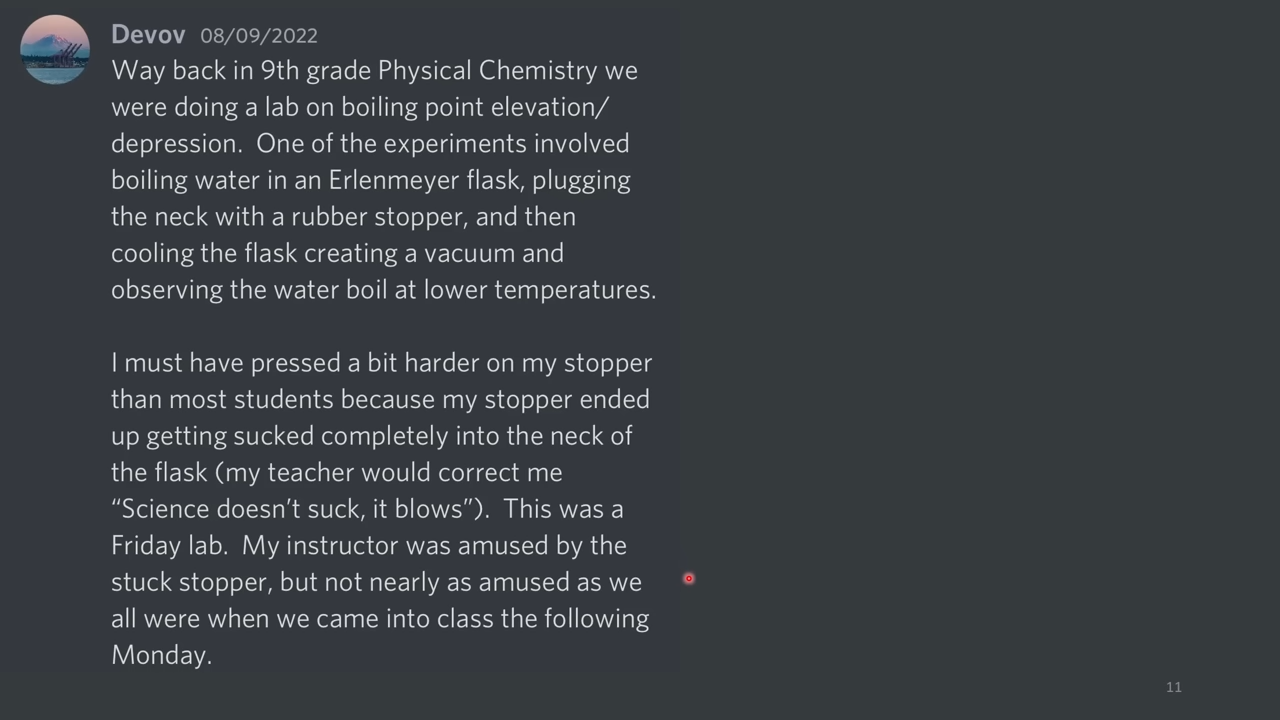 Devov 08/09/2022
Way back in 9th grade Physical Chemistry we
were doing a lab on boiling point elevation/
depression.  One of the experiments involved
boiling water in an Erlenmeyer flask, plugging
the neck with a rubber stopper, and then
cooling the flask creating a vacuum and
observing the water boil at lower temperatures.
I must have pressed a bit harder on my stopper
than most students because my stopper ended
up getting sucked completely into the neck of
the flask (my teacher would correct me
“Science doesn’t suck, it blows”).  This was a
Friday lab.  My instructor was amused by the
stuck stopper, but not nearly as amused as we
all were when we came into class the following
Monday.
11